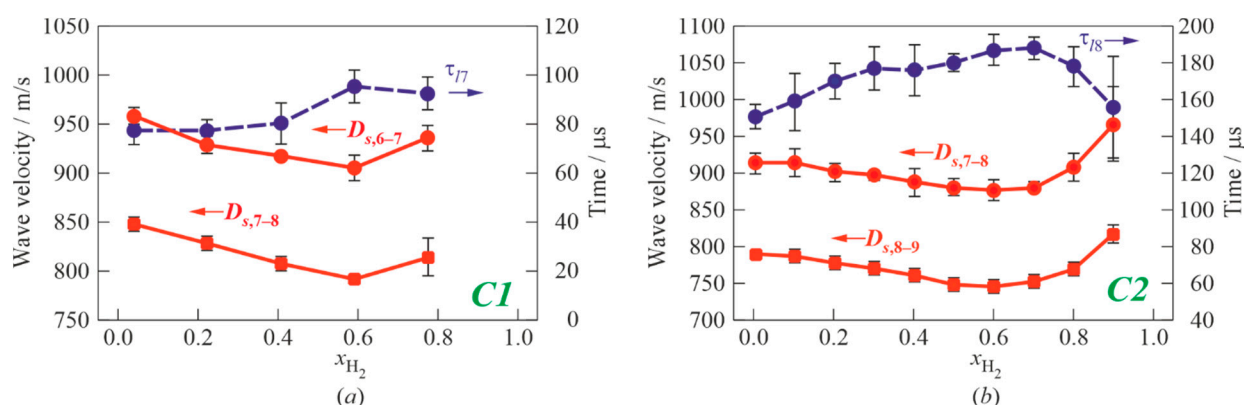 1050
1000
950
900
850
800
750
Wave velocity / m/s
120
100
80
60
40
20
0
Time / μs
τl7
Ds,6–7
Ds,7–8
C1
0.0 0.2 0.4 0.6 0.8 1.0
xH2
(a)
1100
1050
1000
950
900
850
800
750
700
Wave velocity / m/s
200
180
160
140
120
100
80
60
40
Time / μs
τl8
Ds,7–8
Ds,8–9
C2
0.0 0.2 0.4 0.6 0.8 1.0
xH2
(b)